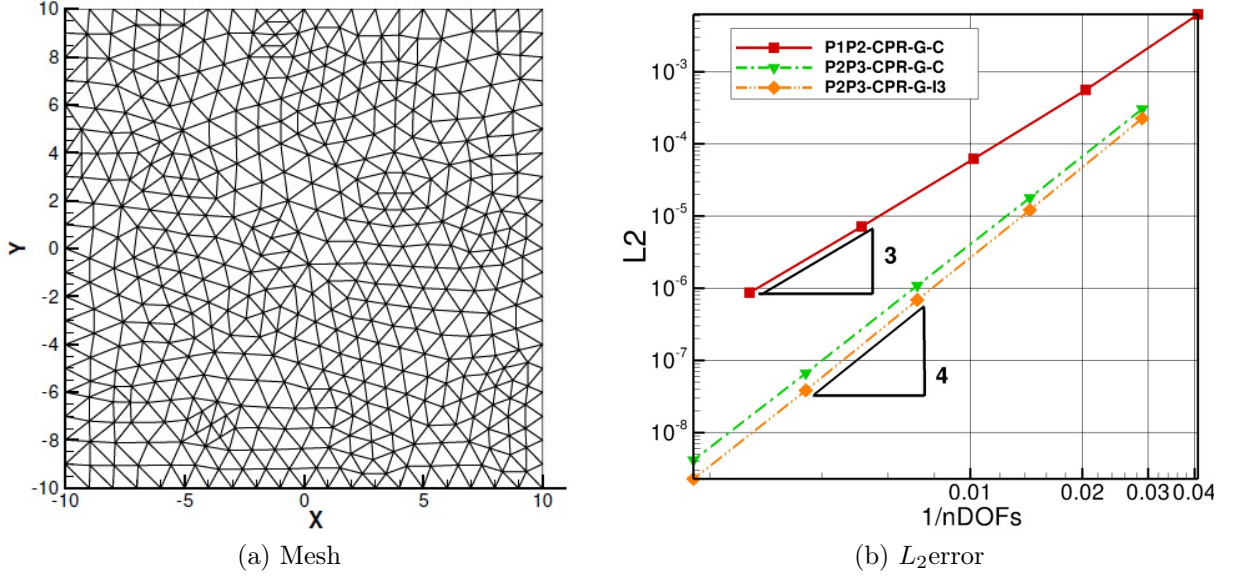 10
8
6
4
2
0
-2
-4
-6
-8
-10
Y
-10 -5 0 5 10
X
(a) Mesh
P1P2-CPR-G-C
P2P3-CPR-G-C
P2P3-CPR-G-I3
10-3
10-4
10-5
10-6
10-7
10-8
L2
3
4
0.01 0.02 0.03 0.04
1/nDOFs
(b) L2error